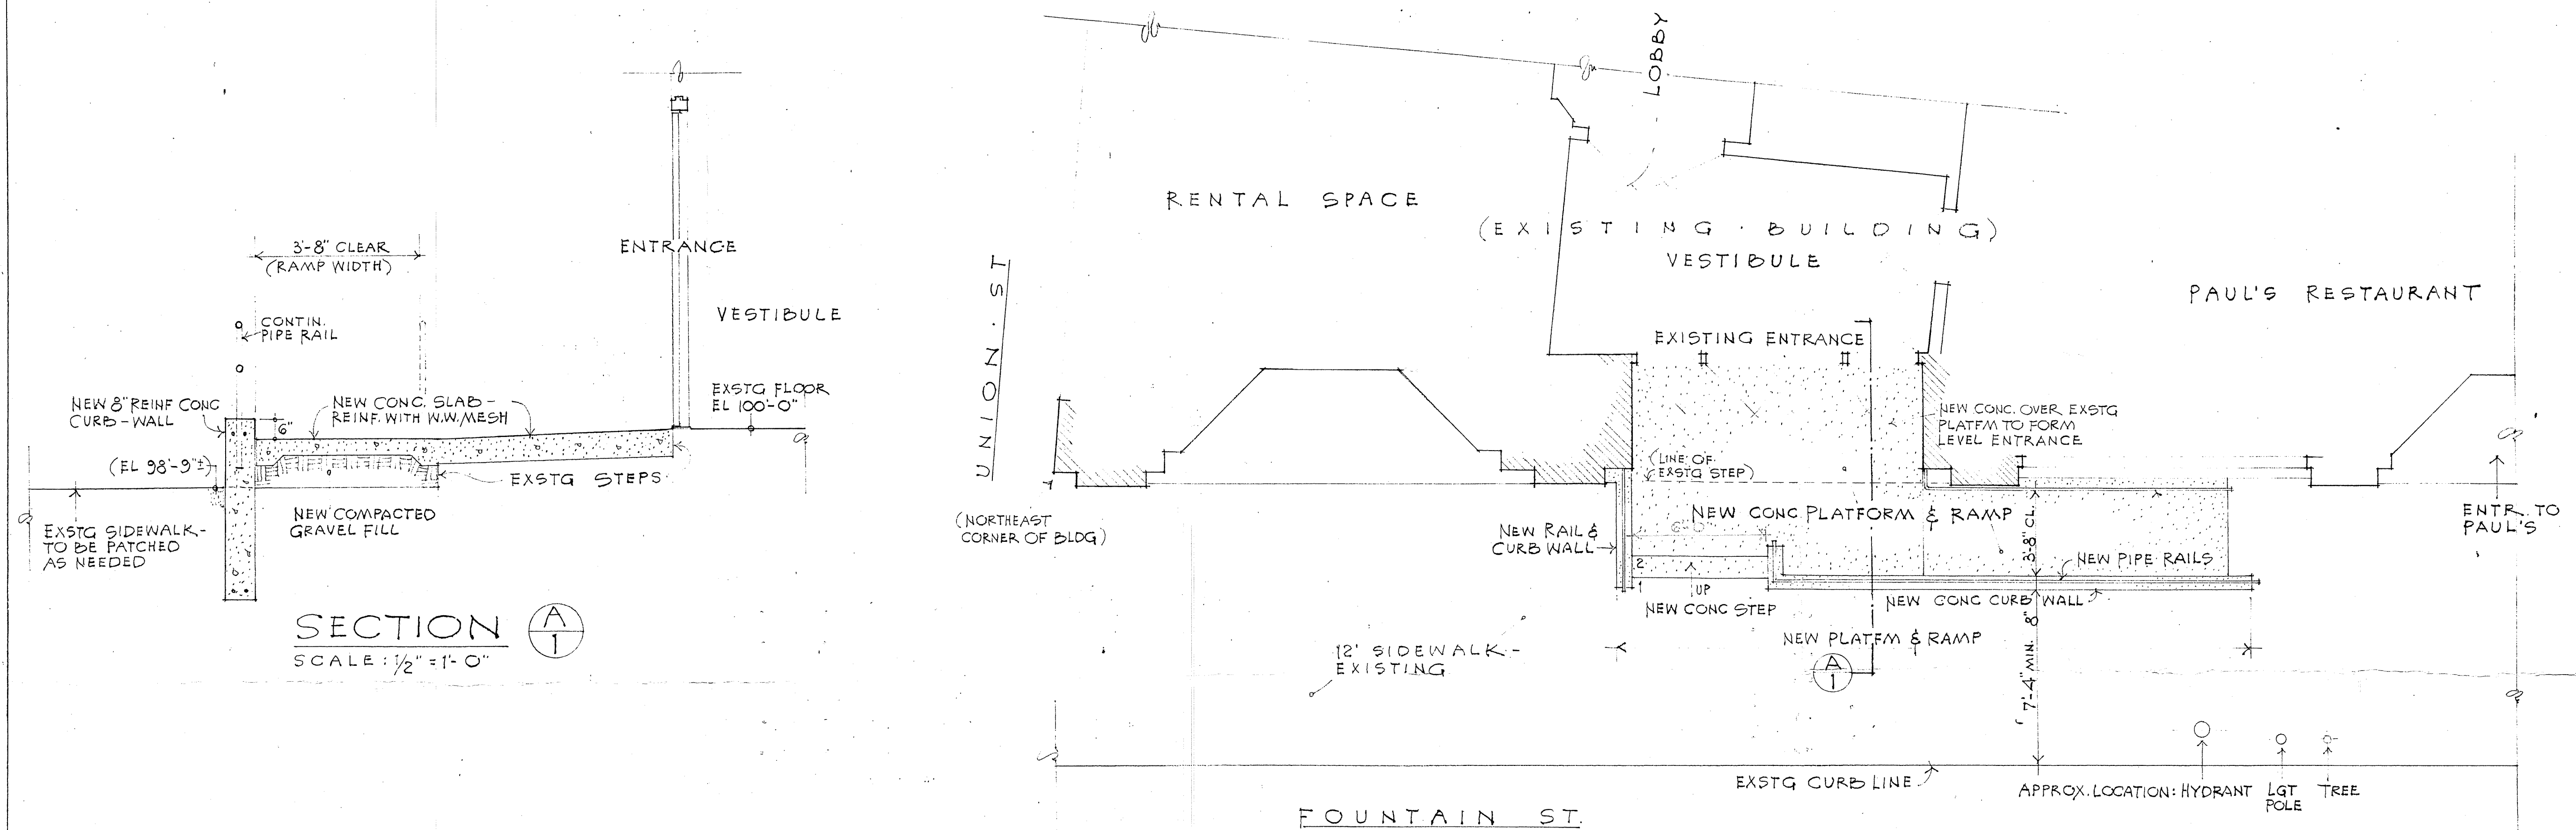 3'-8" CLEAR
(RAMP WIDTH)
ENTRANCE
CONTIN.
PIPE RAIL
VESTIBULE
NEW 8" REINF CONC
CURB-WALL
6"
NEW CONC. SLAB-
REINF. WITH W.W. MESH
EXSTG FLOOR
EL 100'-0"
(EL 98'-9"±)
EXSTG STEPS
NEW COMPACTED
GRAVEL FILL
EXSTG SIDEWALK-
TO BE PATCHED
AS NEEDED
SECTION
A
1
SCALE: 1/2" = 1'-0"
LOBBY
RENTAL SPACE
(EXISTING · BUILDING)
VESTIBULE
PAUL'S RESTAURANT
UNION · ST
EXISTING ENTRANCE
NEW CONC. OVER EXSTG
PLATFM TO FORM
LEVEL ENTRANCE
(LINE OF
EXSTG STEP)
(NORTHEAST
CORNER OF BLDG)
NEW CONC. PLATFORM & RAMP
NEW RAIL &
CURB WALL
6'-0"
3'-8" CL.
ENTR. TO
PAUL'S
NEW PIPE RAILS
2
1
UP
NEW CONC STEP
NEW CONC CURB WALL
8"
7'-4" MIN.
NEW PLATFM & RAMP
A
1
12' SIDEWALK-
EXISTING
EXSTG CURB LINE
APPROX. LOCATION: HYDRANT
LGT
POLE
TREE
FOUNTAIN ST.